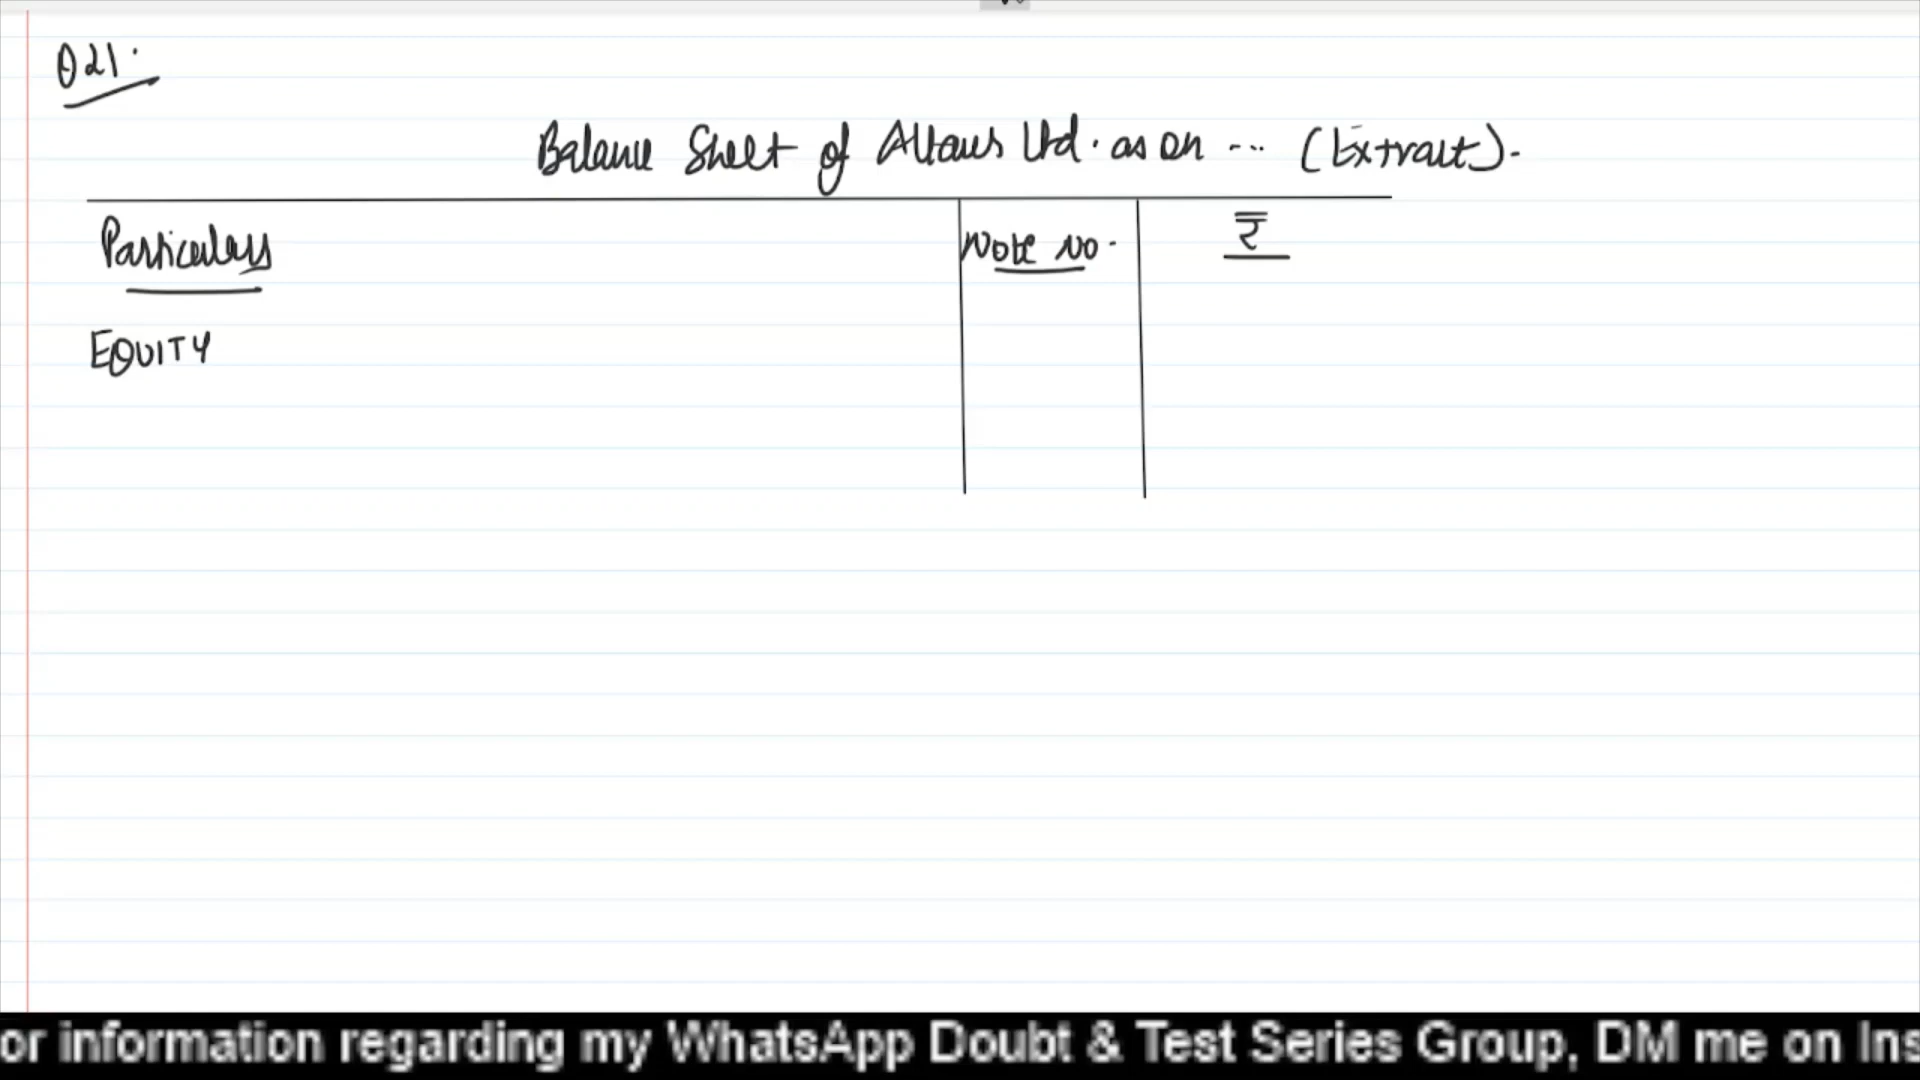 Q21.
Balance Sheet of Ltd. as on ... (Extract).
Particulars Note No. ₹
EQUITY
or information regarding my WhatsApp Doubt & Test Series Group, DM me on Ins